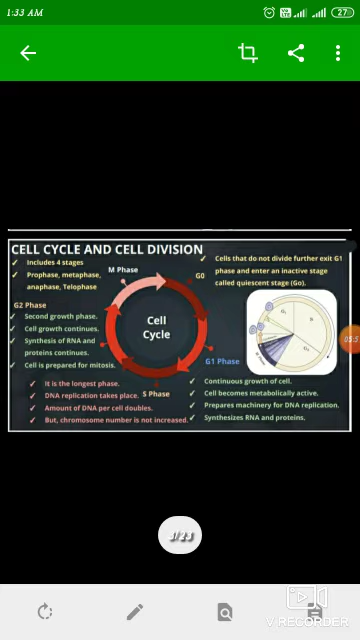 1:33 AM
27
CELL CYCLE AND CELL DIVISION
✓ Includes 4 stages
✓ Prophase, metaphase,
anaphase, Telophase
M Phase
G0
✓ Cells that do not divide further exit G1
phase and enter an inactive stage
called quiescent stage (Go).
G2 Phase
✓ Second growth phase.
✓ Cell growth continues.
✓ Synthesis of RNA and
proteins continues.
✓ Cell is prepared for mitosis.
Cell
Cycle
G1 Phase
S Phase
✓ It is the longest phase.
✓ DNA replication takes place.
✓ Amount of DNA per cell doubles.
✓ But, chromosome number is not increased.
✓ Continuous growth of cell.
✓ Cell becomes metabolically active.
✓ Prepares machinery for DNA replication.
✓ Synthesizes RNA and proteins.
G₁
S
G₂
3/23
V RECORDER